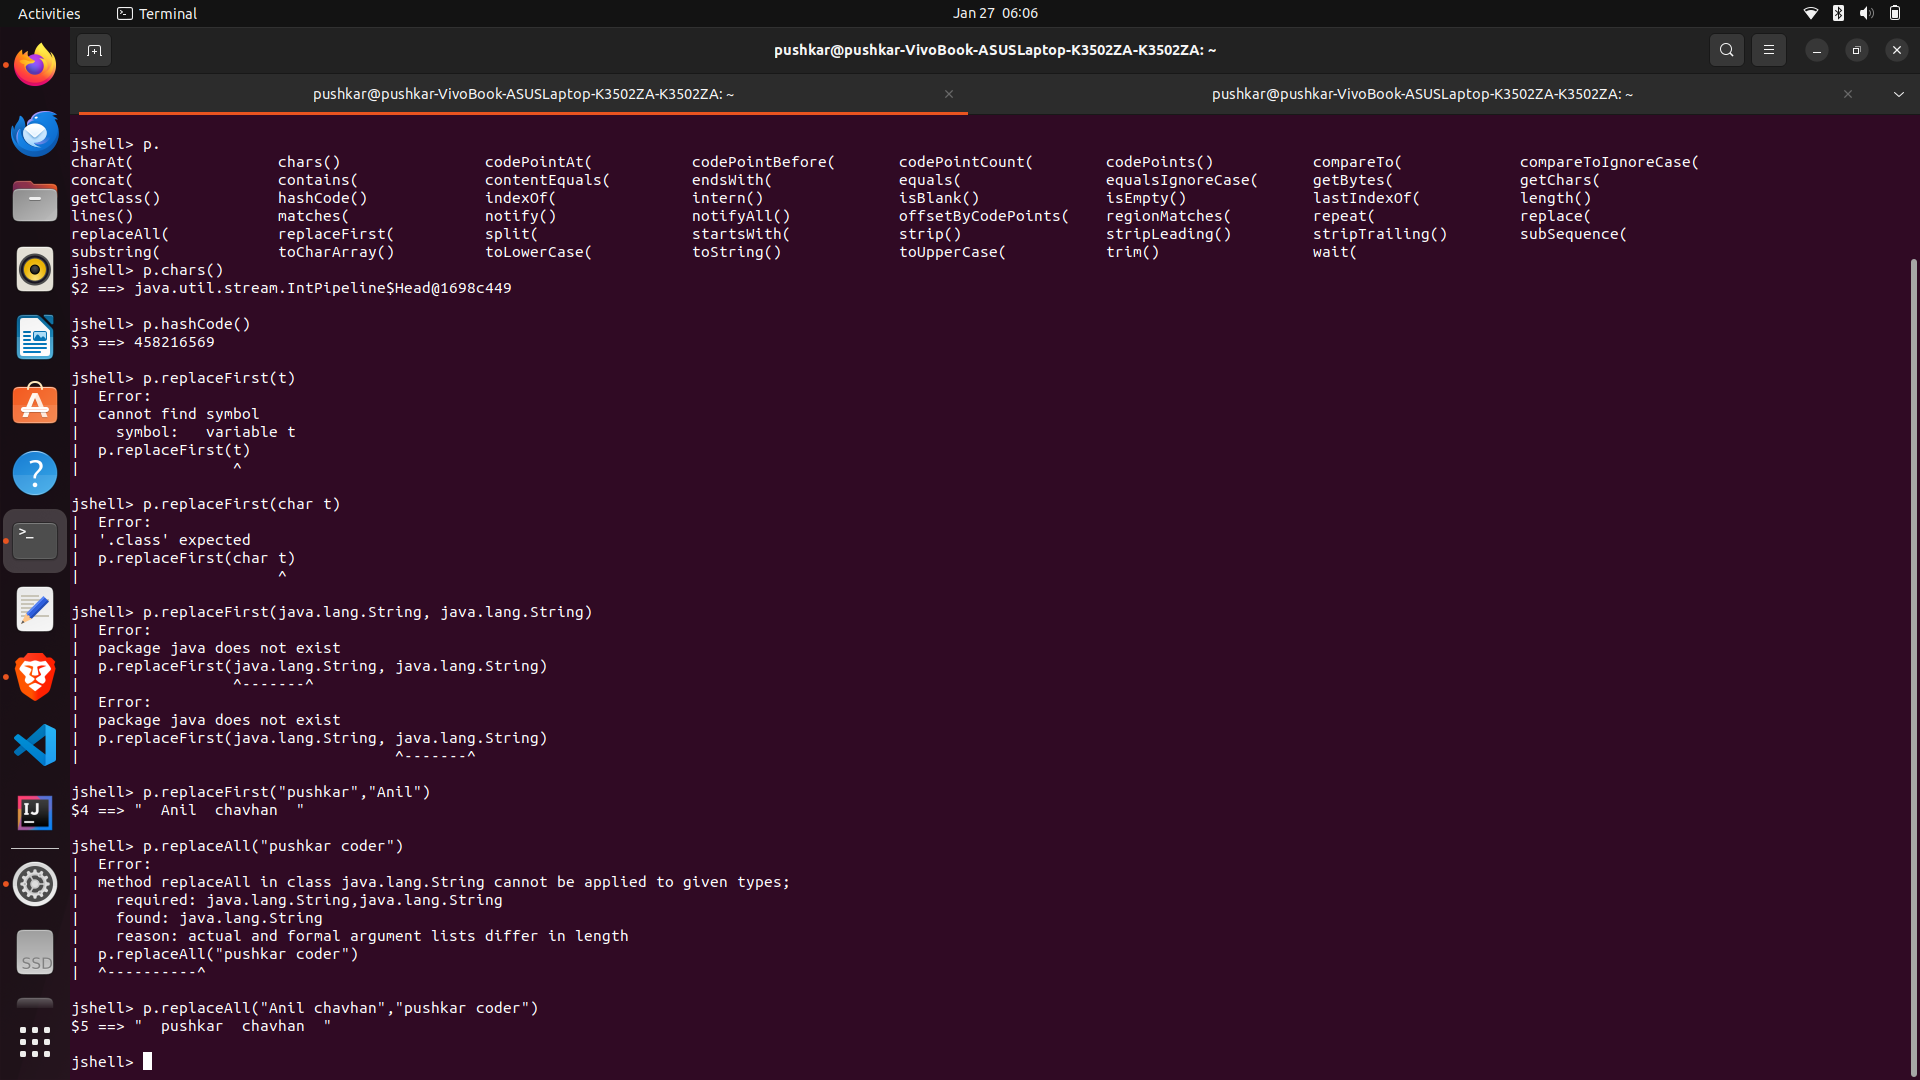 Activities Terminal Jan 27 06:06
pushkar@pushkar-VivoBook-ASUSLaptop-K3502ZA-K3502ZA: ~
pushkar@pushkar-VivoBook-ASUSLaptop-K3502ZA-K3502ZA: ~ pushkar@pushkar-VivoBook-ASUSLaptop-K3502ZA-K3502ZA: ~
jshell> p.
charAt( chars() codePointAt( codePointBefore( codePointCount( codePoints() compareTo( compareToIgnoreCase(
concat( contains( contentEquals( endsWith( equals( equalsIgnoreCase( getBytes( getChars(
getClass() hashCode() indexOf( intern() isBlank() isEmpty() lastIndexOf( length()
lines() matches( notify() notifyAll() offsetByCodePoints( regionMatches( repeat( replace(
replaceAll( replaceFirst( split( startsWith( strip() stripLeading() stripTrailing() subSequence(
substring( toCharArray() toLowerCase( toString() toUpperCase( trim() wait(
jshell> p.chars()
$2 ==> java.util.stream.IntPipeline$Head@1698c449
jshell> p.hashCode()
$3 ==> 458216569
jshell> p.replaceFirst(t)
|  Error:
|  cannot find symbol
|    symbol:   variable t
|  p.replaceFirst(t)
|                 ^
jshell> p.replaceFirst(char t)
|  Error:
|  '.class' expected
|  p.replaceFirst(char t)
|                      ^
jshell> p.replaceFirst(java.lang.String, java.lang.String)
|  Error:
|  package java does not exist
|  p.replaceFirst(java.lang.String, java.lang.String)
|                 ^-------^
|  Error:
|  package java does not exist
|  p.replaceFirst(java.lang.String, java.lang.String)
|                                   ^-------^
jshell> p.replaceFirst("pushkar","Anil")
$4 ==> "  Anil  chavhan  "
jshell> p.replaceAll("pushkar coder")
|  Error:
|  method replaceAll in class java.lang.String cannot be applied to given types;
|    required: java.lang.String,java.lang.String
|    found: java.lang.String
|    reason: actual and formal argument lists differ in length
|  p.replaceAll("pushkar coder")
|  ^----------^
jshell> p.replaceAll("Anil chavhan","pushkar coder")
$5 ==> "  pushkar  chavhan  "
jshell>
IJ
SSD